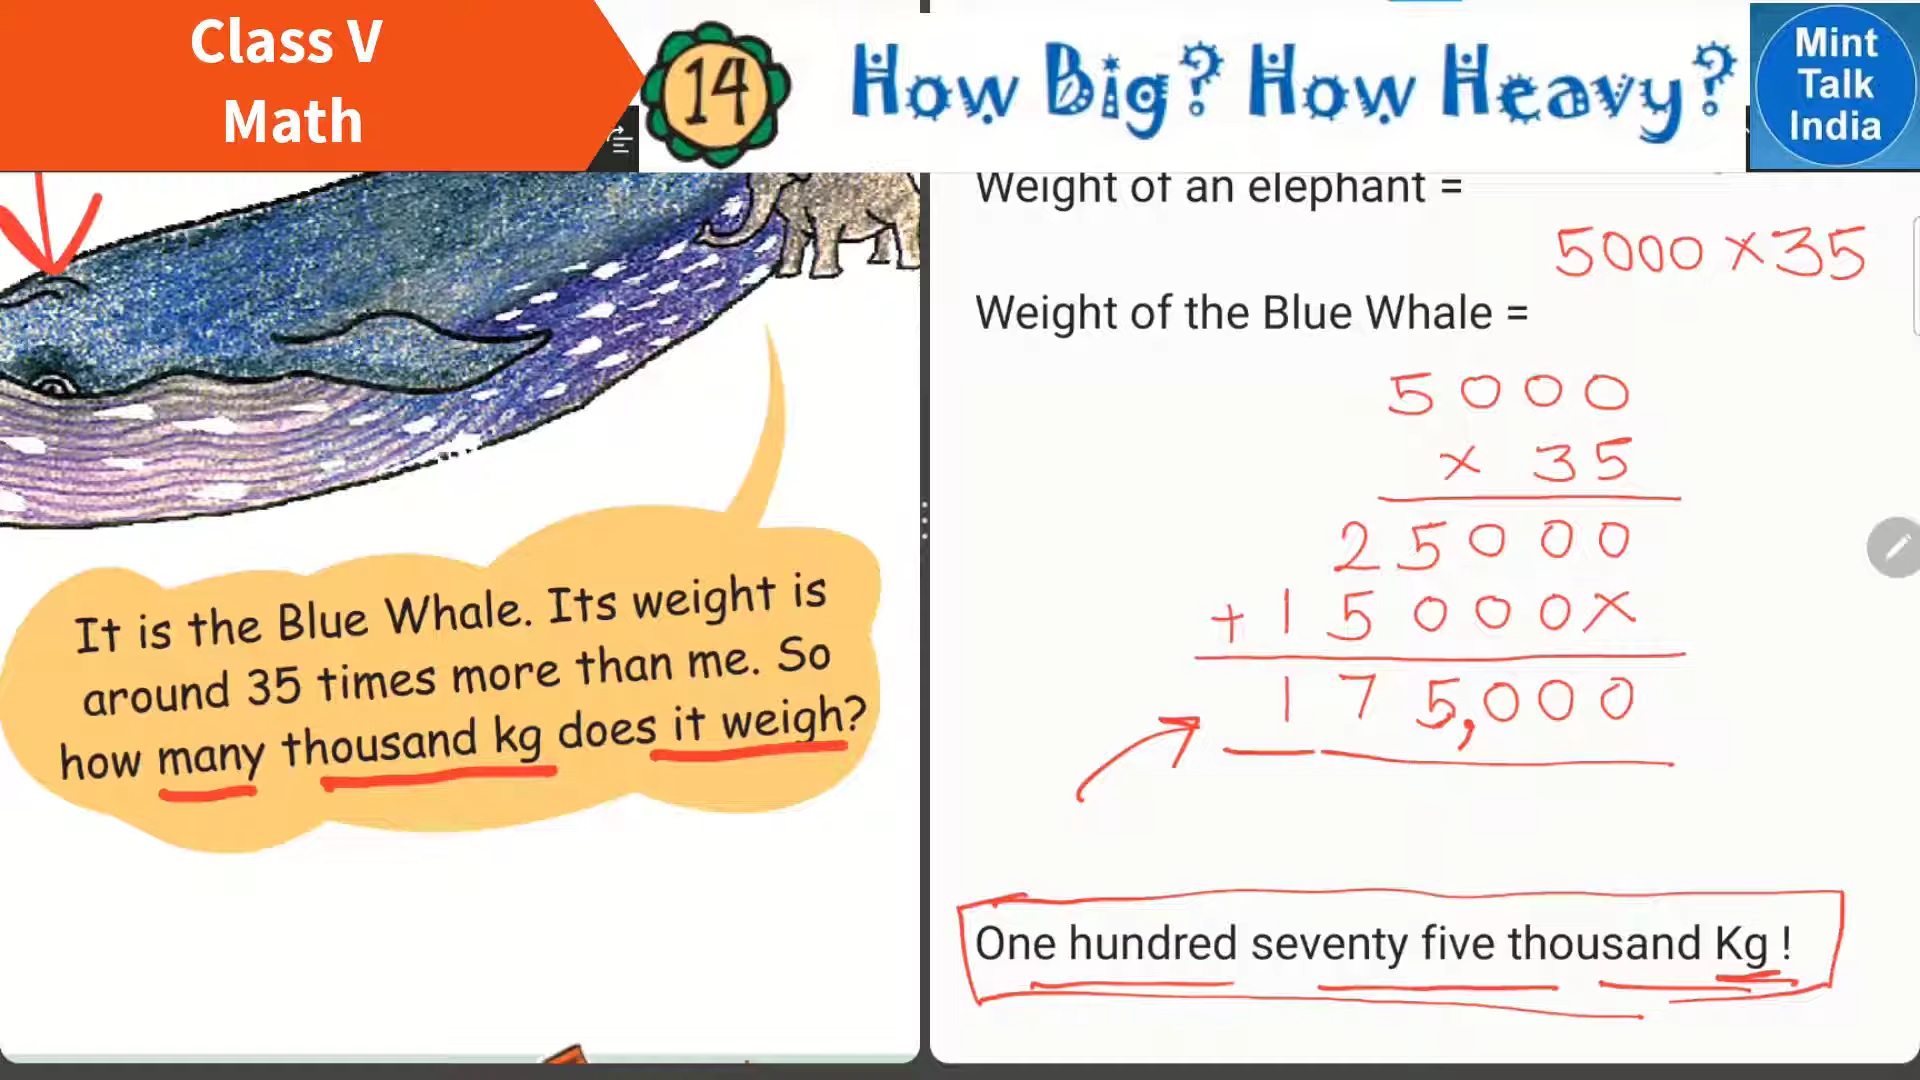 Class V
Math
14
How Big? How Heavy?
Mint
Talk
India
It is the Blue Whale. Its weight is
around 35 times more than me. So
how many thousand kg does it weigh?
Weight of an elephant =
5000 × 35
Weight of the Blue Whale =
5000
× 35
25000
+ 15000×
175,000
One hundred seventy five thousand Kg !